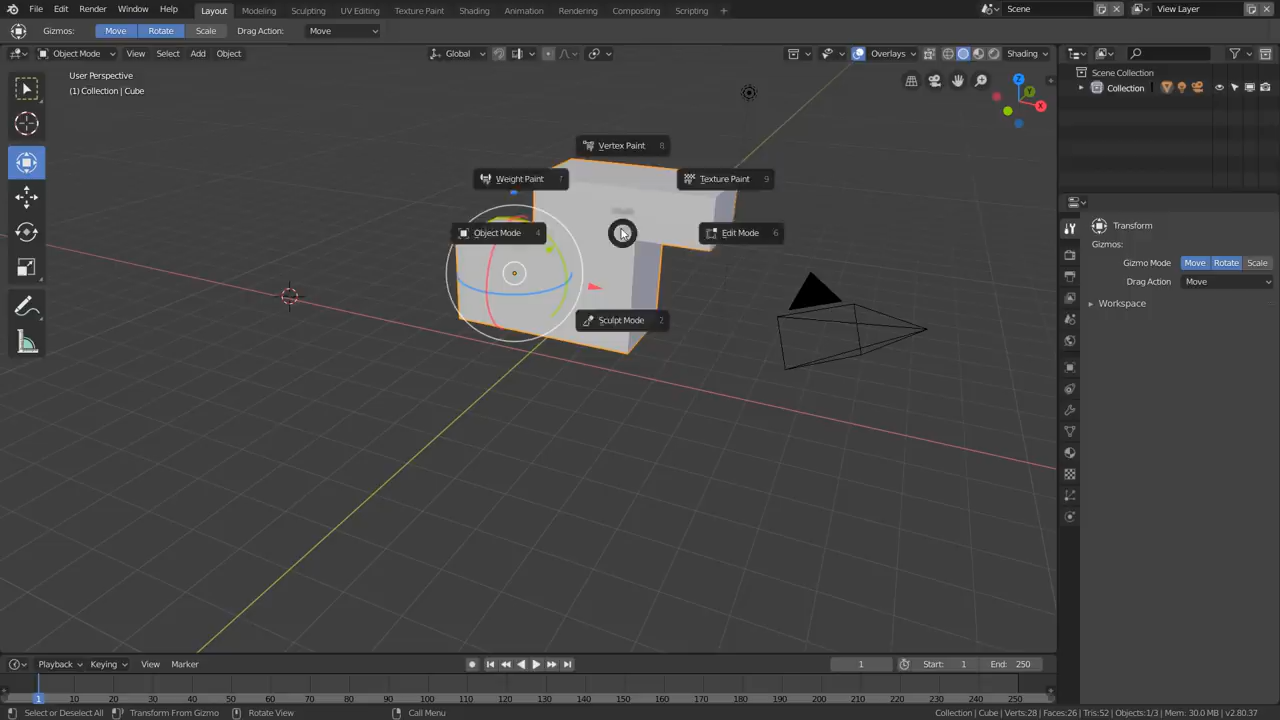 File Edit Render Window Help Layout Modeling Sculpting UV Editing Texture Paint Shading Animation Rendering Compositing Scripting + Scene View Layer
Gizmos: Move Rotate Scale Drag Action: Move
Object Mode View Select Add Object Global Overlays Shading
User Perspective
(1) Collection | Cube
Z
Y
X
Scene Collection
Collection
Vertex Paint 8
Weight Paint 7 Texture Paint 9
Object Mode 4 Edit Mode 6
Sculpt Mode 2
Transform
Gizmos:
Gizmo Mode Move Rotate Scale
Drag Action: Move
Workspace
Playback Keying View Marker 1 Start: 1 End: 250
1 10 20 30 40 50 60 70 80 90 100 110 120 130 140 150 160 170 180 190 200 210 220 230 240 250
Select or Deselect All Transform From Gizmo Rotate View Call Menu Collection | Cube | Verts:28 | Faces:26 | Tris:52 | Objects:1/3 | Mem: 30.0 MB | v2.80.37